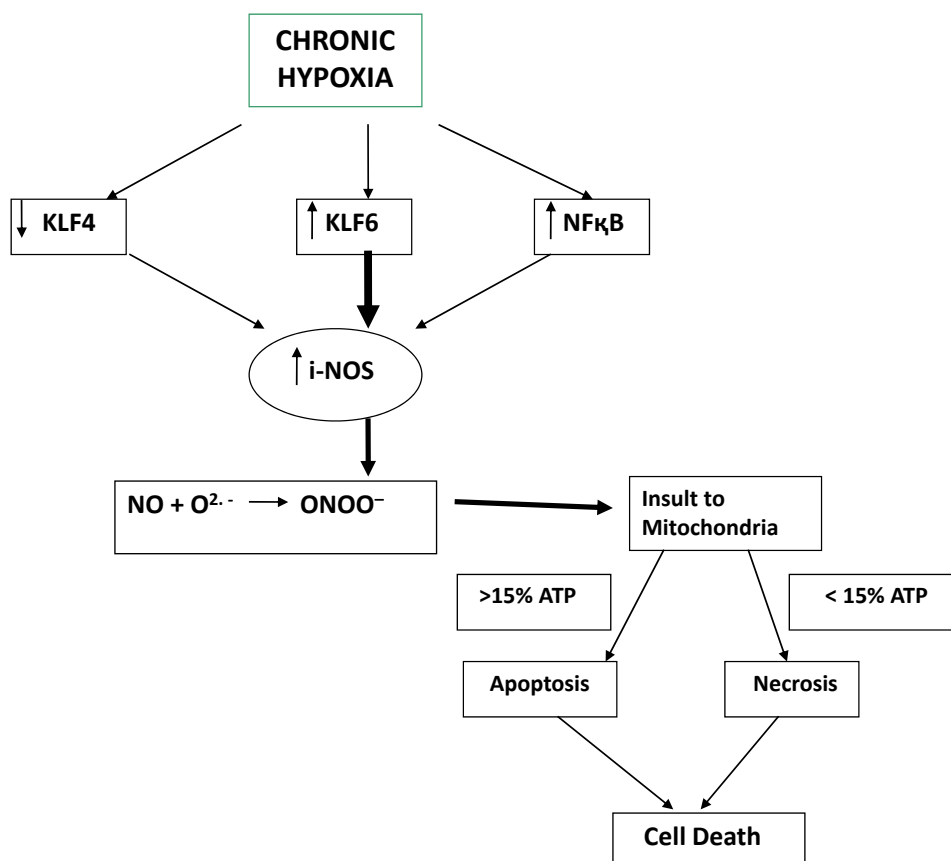 CHRONIC
HYPOXIA
KLF4
KLF6
NFқB
i-NOS
NO + O²· ⁻ → ONOO⁻
Insult to
Mitochondria
>15% ATP
< 15% ATP
Apoptosis
Necrosis
Cell Death